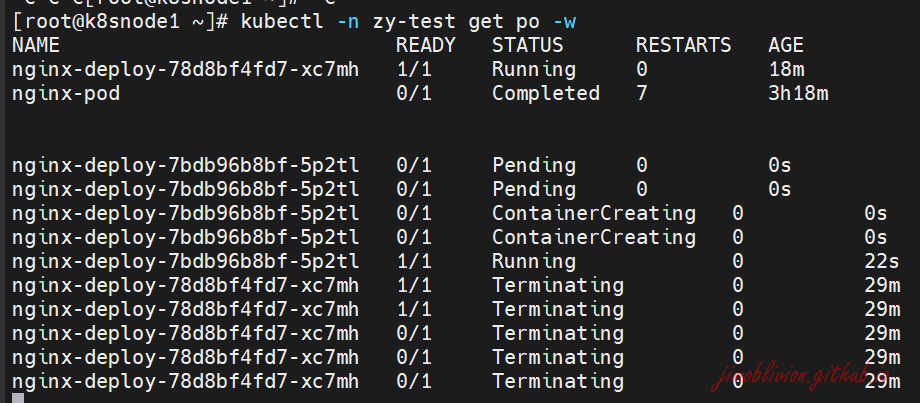 [root@k8snode1 ~]# kubectl -n zy-test get po -w
NAME READY STATUS RESTARTS AGE
nginx-deploy-78d8bf4fd7-xc7mh 1/1 Running 0 18m
nginx-pod 0/1 Completed 7 3h18m
nginx-deploy-7bdb96b8bf-5p2tl 0/1 Pending 0 0s
nginx-deploy-7bdb96b8bf-5p2tl 0/1 Pending 0 0s
nginx-deploy-7bdb96b8bf-5p2tl 0/1 ContainerCreating 0 0s
nginx-deploy-7bdb96b8bf-5p2tl 0/1 ContainerCreating 0 0s
nginx-deploy-7bdb96b8bf-5p2tl 1/1 Running 0 22s
nginx-deploy-78d8bf4fd7-xc7mh 1/1 Terminating 0 29m
nginx-deploy-78d8bf4fd7-xc7mh 1/1 Terminating 0 29m
nginx-deploy-78d8bf4fd7-xc7mh 0/1 Terminating 0 29m
nginx-deploy-78d8bf4fd7-xc7mh 0/1 Terminating 0 29m
nginx-deploy-78d8bf4fd7-xc7mh 0/1 Terminating 0 29m